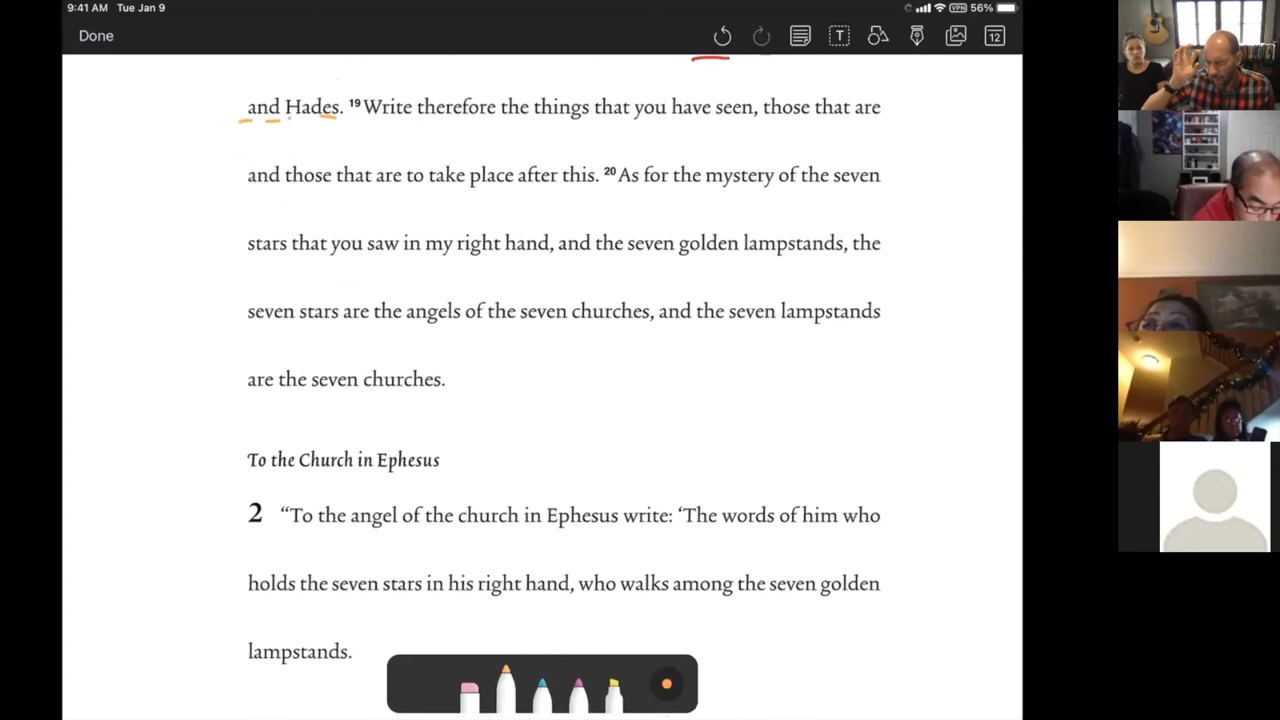 9:41 AM Tue Jan 9
VPN 56%
Done
T
12
and Hades. 19 Write therefore the things that you have seen, those that are
and those that are to take place after this. 20 As for the mystery of the seven
stars that you saw in my right hand, and the seven golden lampstands, the
seven stars are the angels of the seven churches, and the seven lampstands
are the seven churches.
To the Church in Ephesus
2 “To the angel of the church in Ephesus write: ‘The words of him who
holds the seven stars in his right hand, who walks among the seven golden
lampstands.